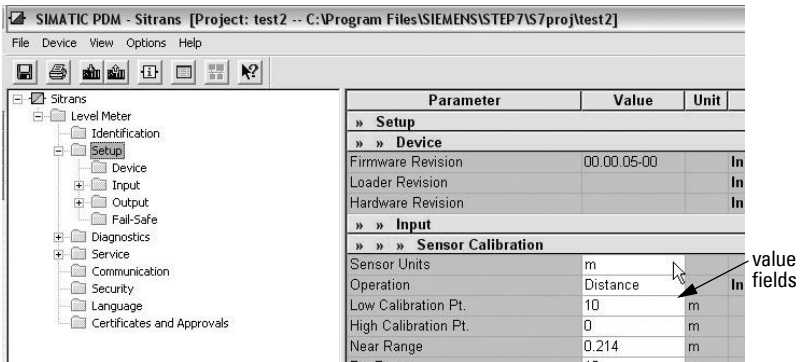 SIMATIC PDM - Sitrans [Project: test2 -- C:\Program Files\SIEMENS\STEP7\S7proj\test2]
File Device View Options Help
Sitrans
Level Meter
Identification
Setup
Device
Input
Output
Fail-Safe
Diagnostics
Service
Communication
Security
Language
Certificates and Approvals
Parameter Value Unit
» Setup
» » Device
Firmware Revision 00.00.05-00 In
Loader Revision In
Hardware Revision In
» » Input
» » » Sensor Calibration
Sensor Units m
Operation Distance In
Low Calibration Pt. 10 m
High Calibration Pt. 0 m
Near Range 0.214 m
value
fields